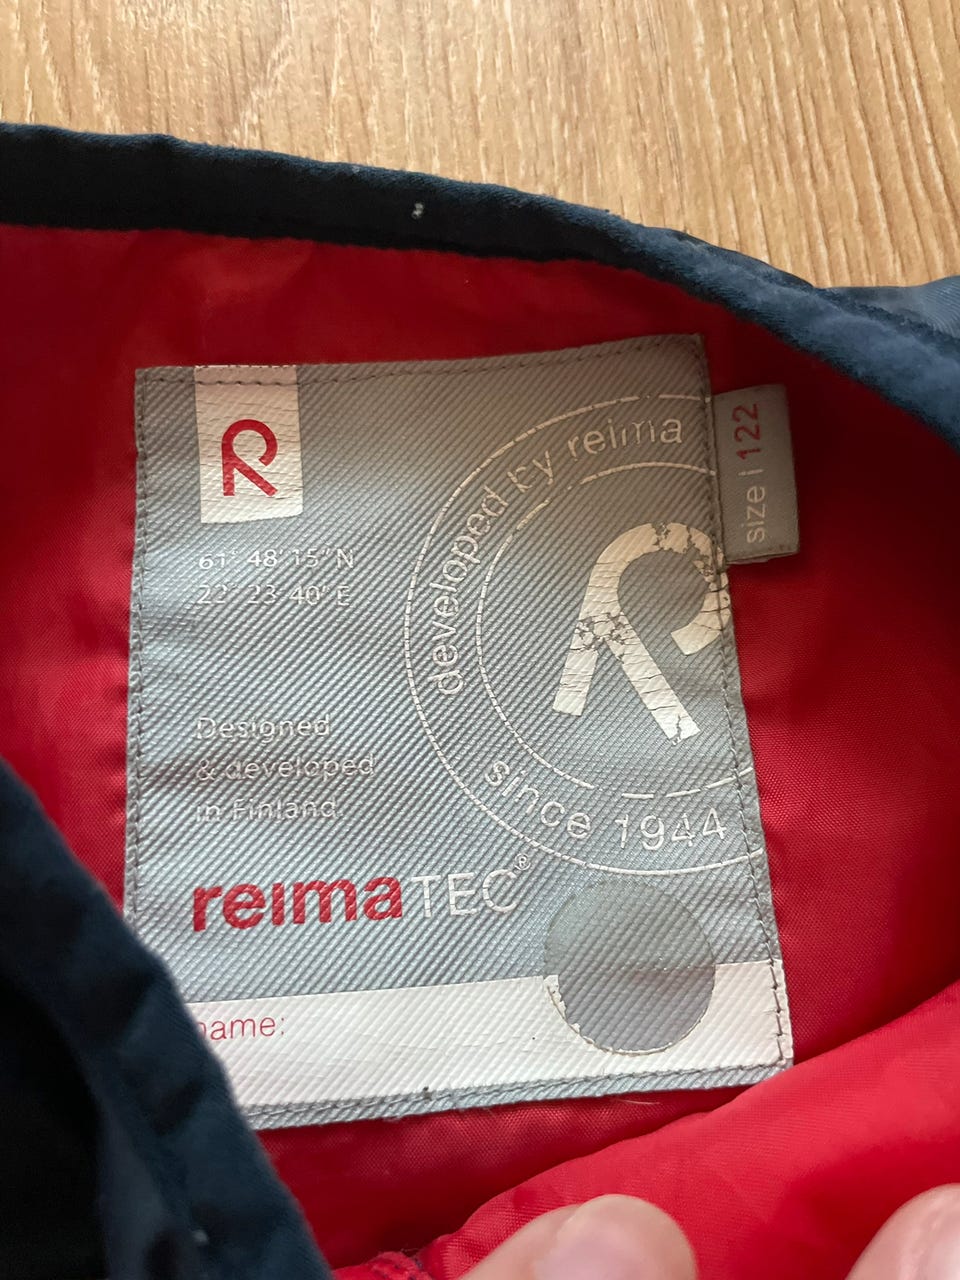 R
61° 48' 15" N
22° 23' 40" E
developed by reima
since 1944
R
size | 122
Designed
& developed
in Finland.
reimaTEC®
name: